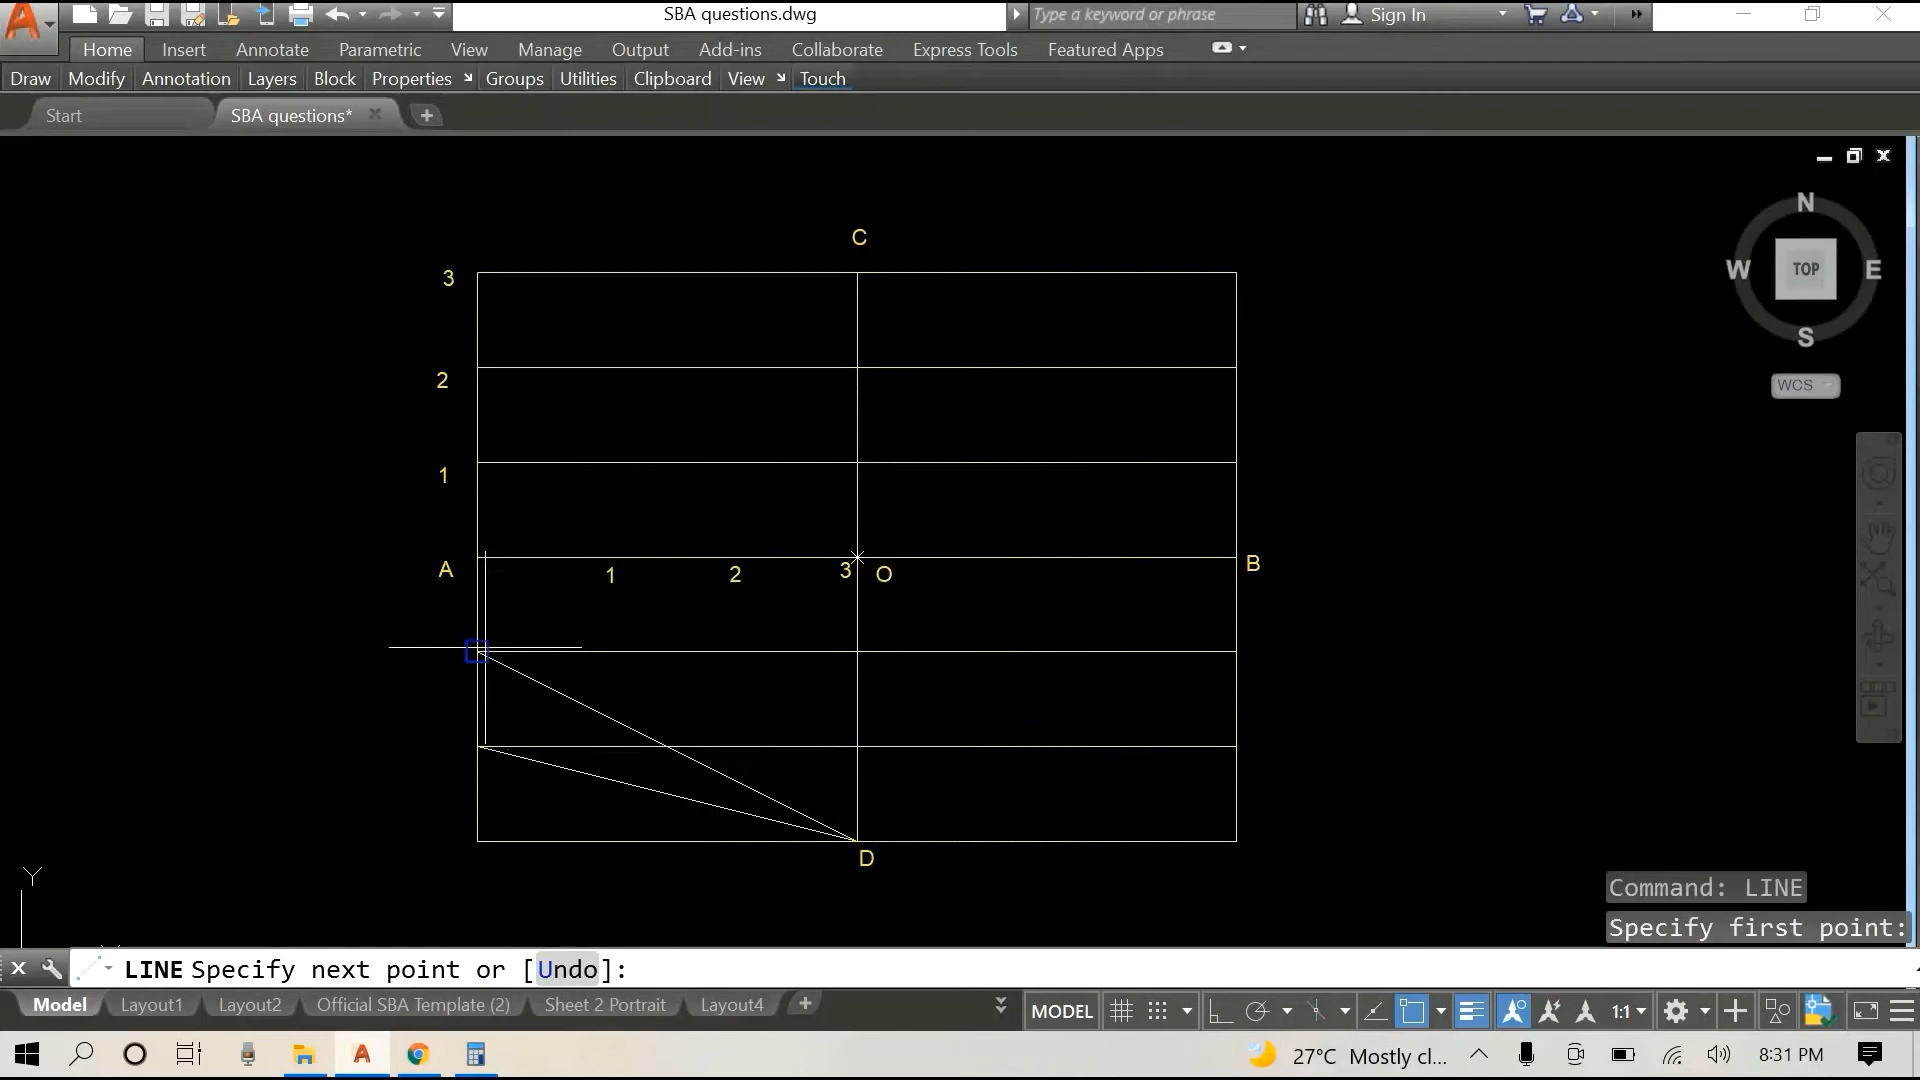 SBA questions.dwg
Type a keyword or phrase
Sign In
Home Insert Annotate Parametric View Manage Output Add-ins Collaborate Express Tools Featured Apps
Draw Modify Annotation Layers Block Properties Groups Utilities Clipboard View Touch
Start SBA questions*
N
W TOP E
S
WCS
C
3
2
1
A 1 2 3 O B
D
Y
Command: LINE
Specify first point:
LINE Specify next point or [Undo]:
Model Layout1 Layout2 Official SBA Template (2) Sheet 2 Portrait Layout4
MODEL 1:1
27°C Mostly cl... 8:31 PM